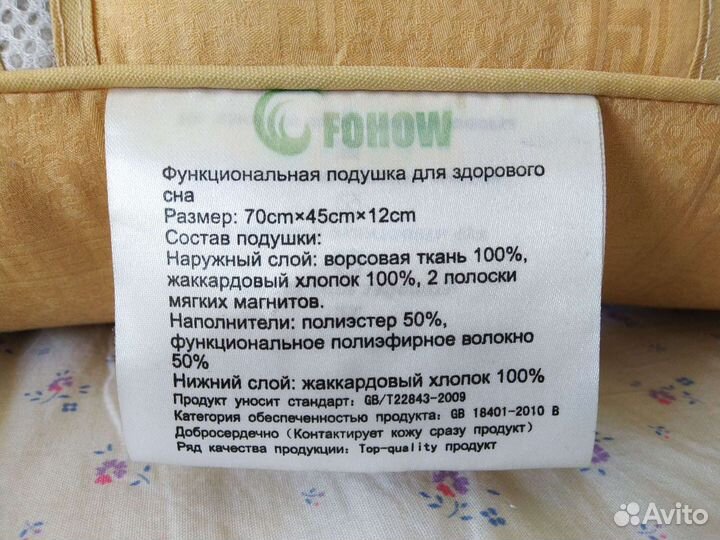 FOHOW
Функциональная подушка для здорового
сна
Размер: 70cm×45cm×12cm
Состав подушки:
Наружный слой: ворсовая ткань 100%,
жаккардовый хлопок 100%, 2 полоски
мягких магнитов.
Наполнители: полиэстер 50%,
функциональное полиэфирное волокно
50%
Нижний слой: жаккардовый хлопок 100%
Продукт уносит стандарт: GB/T22843-2009
Категория обеспеченностью продукта: GB 18401-2010 B
Добросердечно (Контактирует кожу сразу продукт)
Ряд качества продукции: Top-quality продукт
Avito